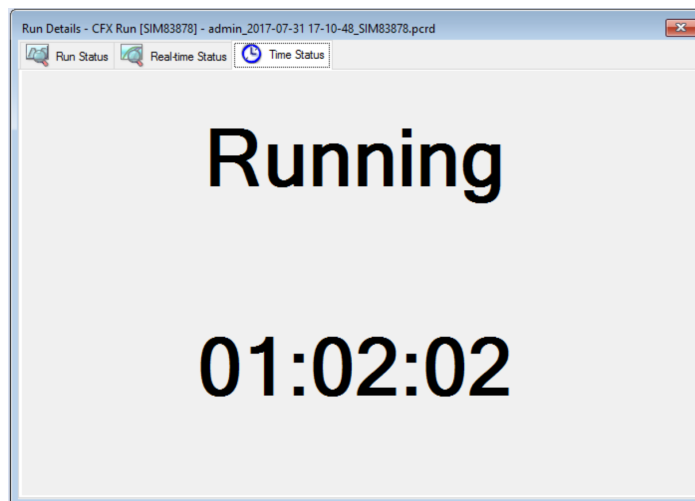 Run Details - CFX Run [SIM83878] - admin_2017-07-31 17-10-48_SIM83878.pcrd
Run Status Real-time Status Time Status
Running
01:02:02